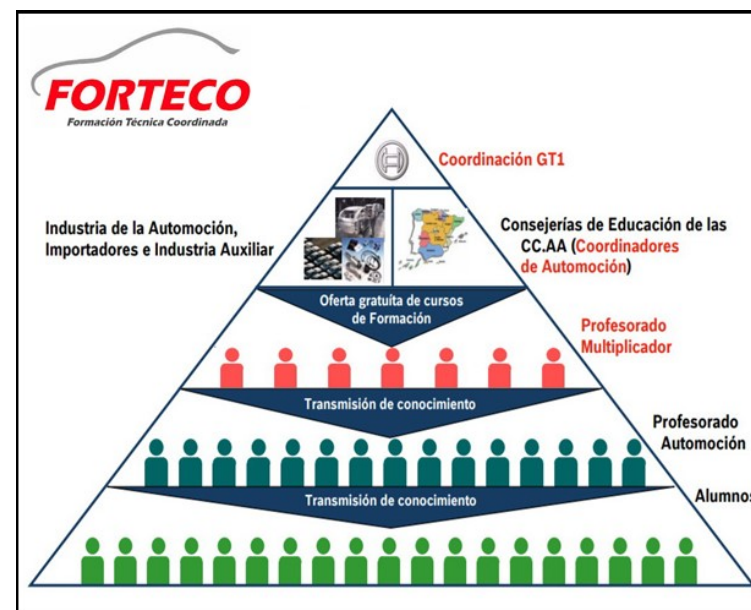 FORTECO
Formación Técnica Coordinada
Coordinación GT1
Industria de la Automoción,
Importadores e Industria Auxiliar
Consejerías de Educación de las
CC.AA (Coordinadores
de Automoción)
Oferta gratuíta de cursos
de Formación
Profesorado
Multiplicador
Transmisión de conocimiento
Profesorado
Automoción
Transmisión de conocimiento
Alumnos